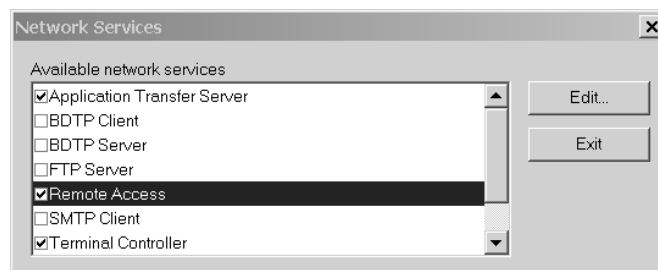 Network Services
Available network services
Application Transfer Server
BDTP Client
BDTP Server
FTP Server
Remote Access
SMTP Client
Terminal Controller
Edit...
Exit